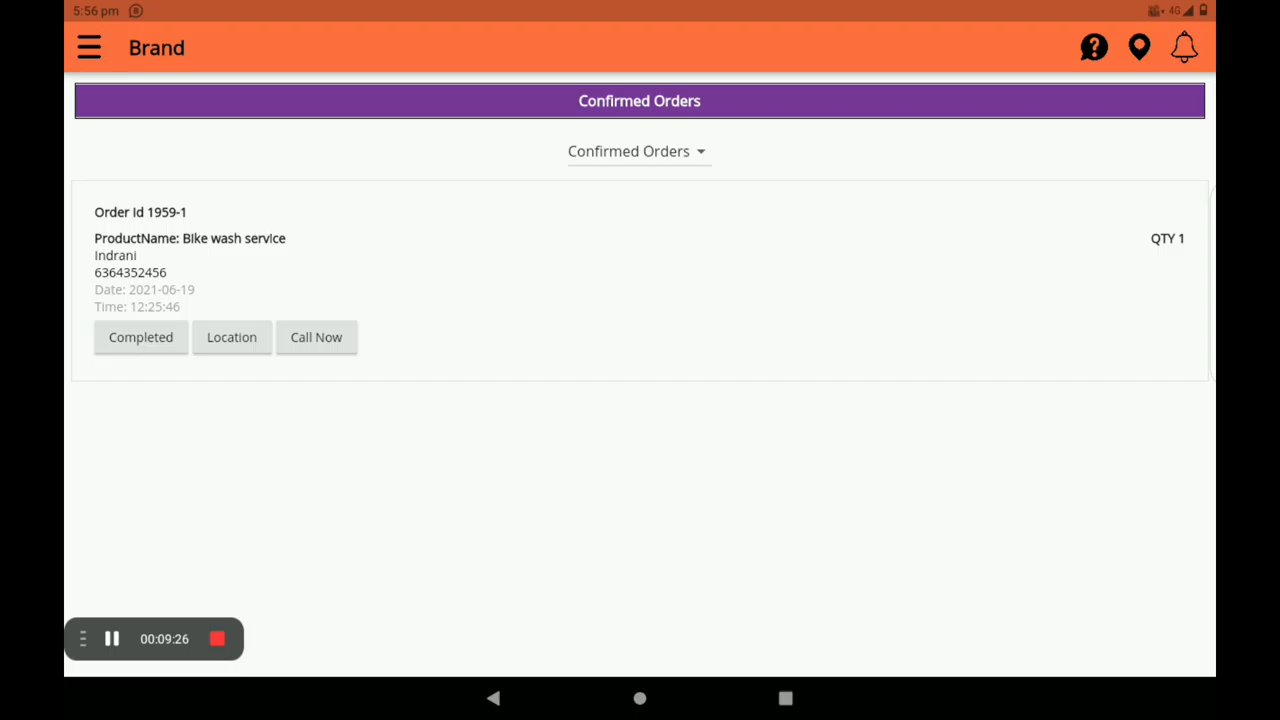 5:56 pm
4G
Brand
Confirmed Orders
Confirmed Orders
Order Id 1959-1
ProductName: Bike wash service
QTY 1
Indrani
6364352456
Date: 2021-06-19
Time: 12:25:46
Completed
Location
Call Now
00:09:26